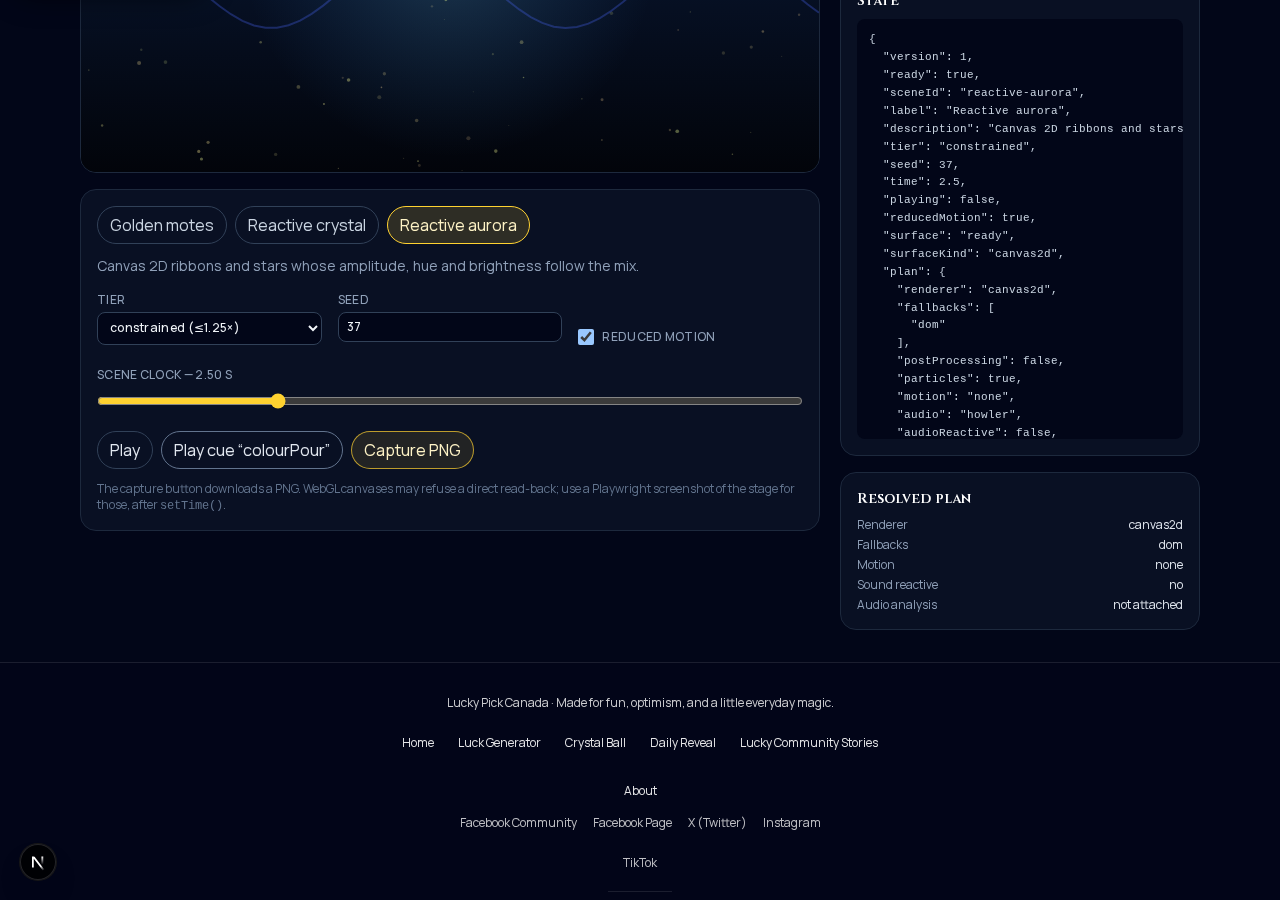 STATE
{
"version": 1,
"ready": true,
"sceneId": "reactive-aurora",
"label": "Reactive aurora",
"description": "Canvas 2D ribbons and stars
"tier": "constrained",
"seed": 37,
"time": 2.5,
"playing": false,
"reducedMotion": true,
"surface": "ready",
"surfaceKind": "canvas2d",
"plan": {
"renderer": "canvas2d",
"fallbacks": [
"dom"
],
"postProcessing": false,
"particles": true,
"motion": "none",
"audio": "howler",
"audioReactive": false,
Golden motes Reactive crystal Reactive aurora
Canvas 2D ribbons and stars whose amplitude, hue and brightness follow the mix.
TIER SEED
constrained (≤1.25×) 37 REDUCED MOTION
SCENE CLOCK — 2.50 S
Play Play cue “colourPour” Capture PNG
The capture button downloads a PNG. WebGL canvases may refuse a direct read-back; use a Playwright screenshot of the stage for
those, after setTime().
RESOLVED PLAN
Renderer canvas2d
Fallbacks dom
Motion none
Sound reactive no
Audio analysis not attached
Lucky Pick Canada · Made for fun, optimism, and a little everyday magic.
Home Luck Generator Crystal Ball Daily Reveal Lucky Community Stories
About
Facebook Community Facebook Page X (Twitter) Instagram
TikTok
N